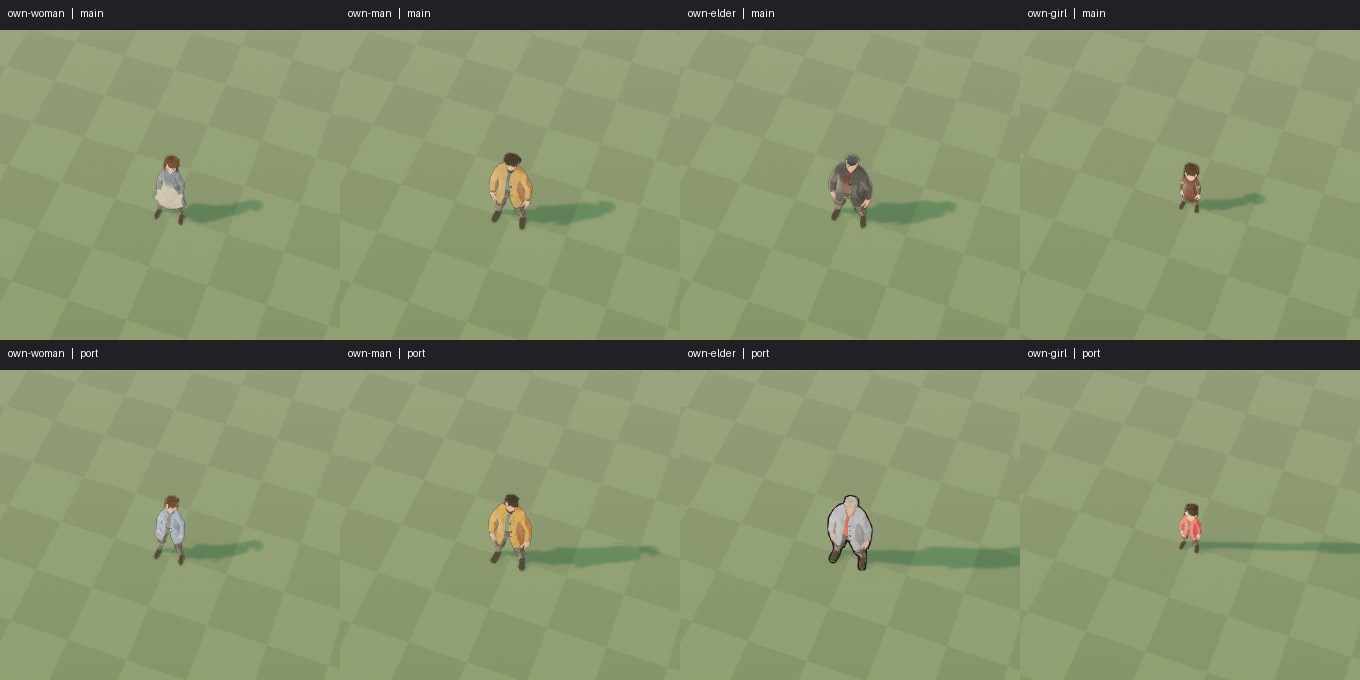 own-woman | main
own-man | main
own-elder | main
own-girl | main
own-woman | port
own-man | port
own-elder | port
own-girl | port